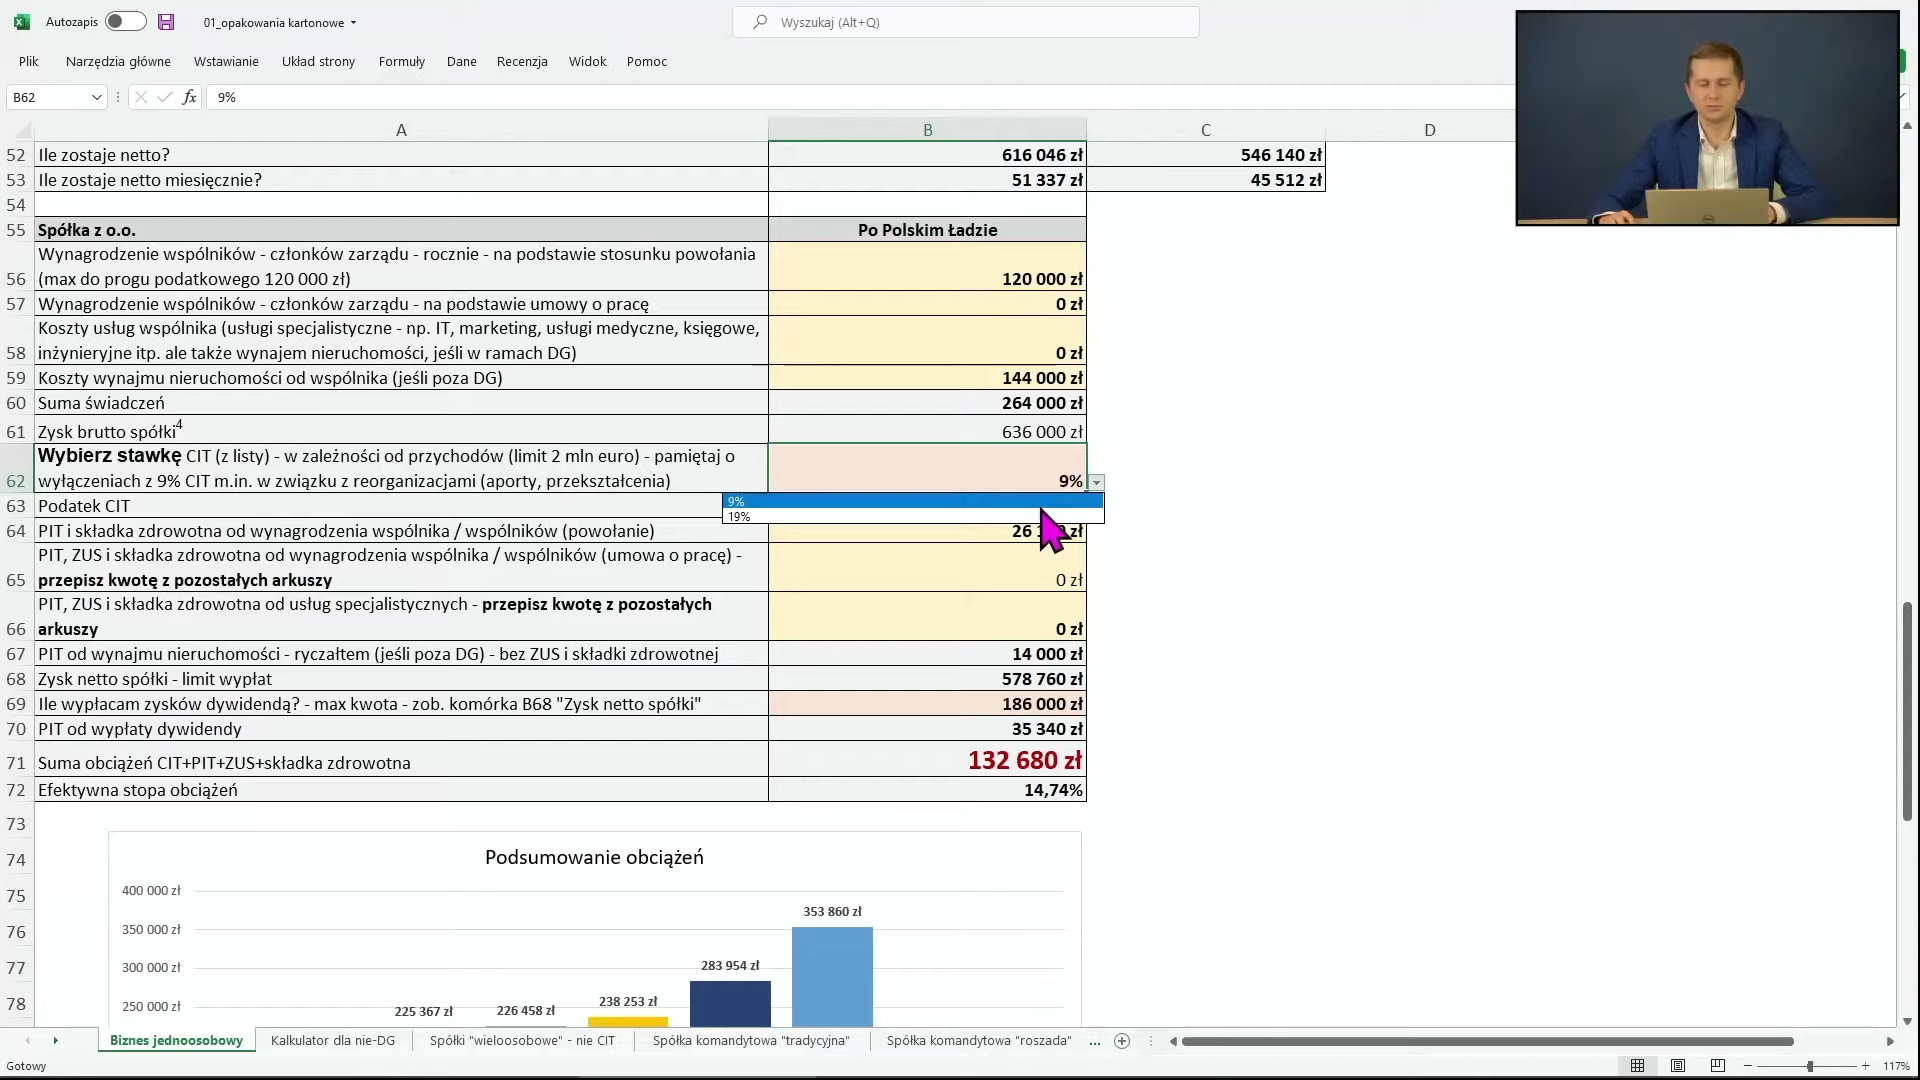 Autozapis
01_opakowania kartonowe
Wyszukaj (Alt+Q)
Plik Narzędzia główne Wstawianie Układ strony Formuły Dane Recenzja Widok Pomoc
B62 fx 9%
A B C D
52 Ile zostaje netto? 616 046 zł 546 140 zł
53 Ile zostaje netto miesięcznie? 51 337 zł 45 512 zł
54
55 Spółka z o.o. Po Polskim Ładzie
Wynagrodzenie wspólników - członków zarządu - rocznie - na podstawie stosunku powołania
56 (max do progu podatkowego 120 000 zł) 120 000 zł
57 Wynagrodzenie wspólników - członków zarządu - na podstawie umowy o pracę 0 zł
Koszty usług wspólnika (usługi specjalistyczne - np. IT, marketing, usługi medyczne, księgowe,
58 inżynieryjne itp. ale także wynajem nieruchomości, jeśli w ramach DG) 0 zł
59 Koszty wynajmu nieruchomości od wspólnika (jeśli poza DG) 144 000 zł
60 Suma świadczeń 264 000 zł
61 Zysk brutto spółki4 636 000 zł
Wybierz stawkę CIT (z listy) - w zależności od przychodów (limit 2 mln euro) - pamiętaj o
62 wyłączeniach z 9% CIT m.in. w związku z reorganizacjami (aporty, przekształcenia) 9%
63 Podatek CIT
9%
19%
64 PIT i składka zdrowotna od wynagrodzenia wspólnika / wspólników (powołanie) 26 zł
PIT, ZUS i składka zdrowotna od wynagrodzenia wspólnika / wspólników (umowa o pracę) -
65 przepisz kwotę z pozostałych arkuszy 0 zł
PIT, ZUS i składka zdrowotna od usług specjalistycznych - przepisz kwotę z pozostałych
66 arkuszy 0 zł
67 PIT od wynajmu nieruchomości - ryczałtem (jeśli poza DG) - bez ZUS i składki zdrowotnej 14 000 zł
68 Zysk netto spółki - limit wypłat 578 760 zł
69 Ile wypłacam zysków dywidendą? - max kwota - zob. komórka B68 "Zysk netto spółki" 186 000 zł
70 PIT od wypłaty dywidendy 35 340 zł
71 Suma obciążeń CIT+PIT+ZUS+składka zdrowotna 132 680 zł
72 Efektywna stopa obciążeń 14,74%
73
74 Podsumowanie obciążeń
75 400 000 zł
353 860 zł
76 350 000 zł
77 300 000 zł 283 954 zł
78 250 000 zł 225 367 zł 226 458 zł 238 253 zł
Biznes jednoosobowy Kalkulator dla nie-DG Spółki "wieloosobowe" - nie CIT Spółka komandytowa "tradycyjna" Spółka komandytowa "roszada" ...
Gotowy 117%